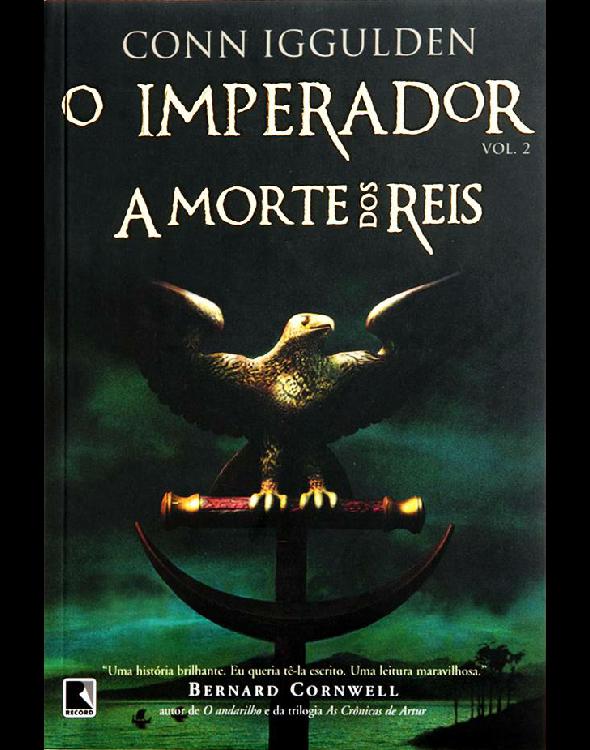 CONN IGGULDEN
O IMPERADOR
VOL. 2
A MORTE DOS REIS
“Uma história brilhante. Eu queria tê-la escrito. Uma leitura maravilhosa.”
BERNARD CORNWELL
autor de O andarilho e da trilogia As Crônicas de Artur
RECORD